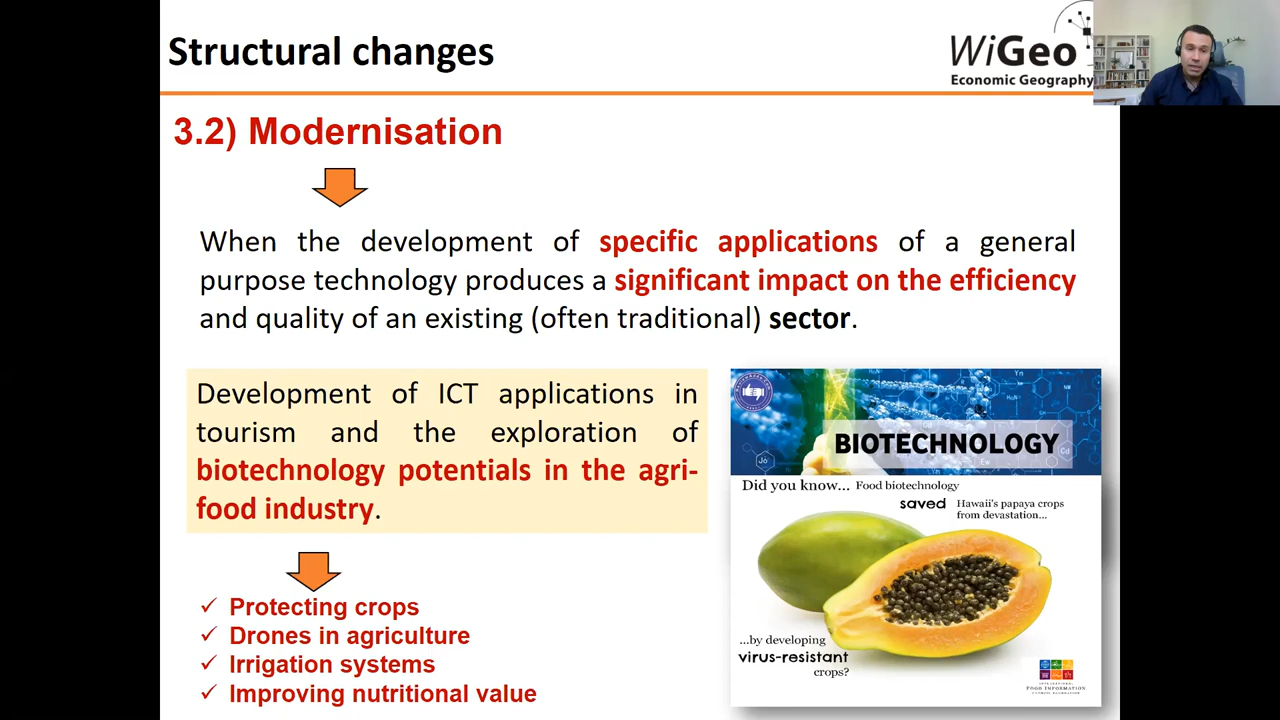 Structural changes
WiGeo
Economic Geography
3.2) Modernisation
When the development of specific applications of a general
purpose technology produces a significant impact on the efficiency
and quality of an existing (often traditional) sector.
Development of ICT applications in
tourism and the exploration of
biotechnology potentials in the agri-
food industry.
✓ Protecting crops
✓ Drones in agriculture
✓ Irrigation systems
✓ Improving nutritional value
BIOTECHNOLOGY
Did you know... Food biotechnology
saved Hawaii's papaya crops
from devastation...
...by developing
virus-resistant
crops?
FOOD INFORMATION